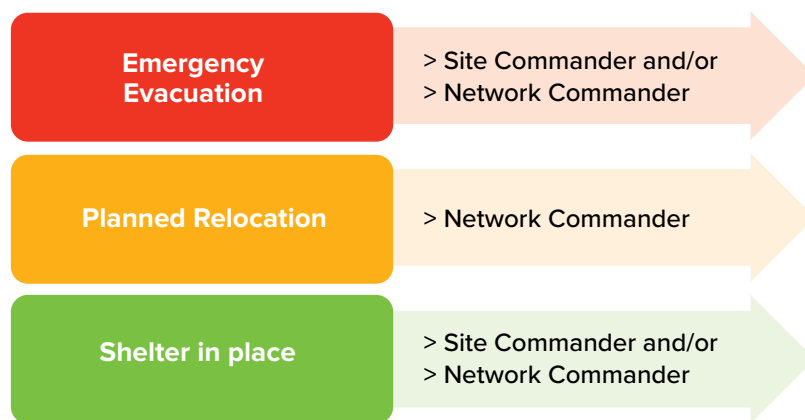 Emergency
Evacuation
> Site Commander and/or
> Network Commander
Planned Relocation
> Network Commander
Shelter in place
> Site Commander and/or
> Network Commander